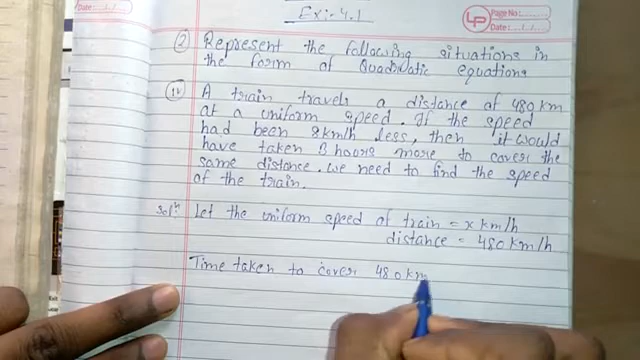 Ex:- 4.1
LP
Page No:
Date:
② Represent the following situations in
the form of Quadratic equations
(iv) A train travels a distance of 480 km
at a uniform speed. If the speed
had been 8 km/h less, then it would
have taken 3 hours more to cover the
same distance. we need to find the speed
of the train.
Solⁿ: Let the uniform speed of train = x km/h
distance = 480 km/h
Time taken to cover 480 km